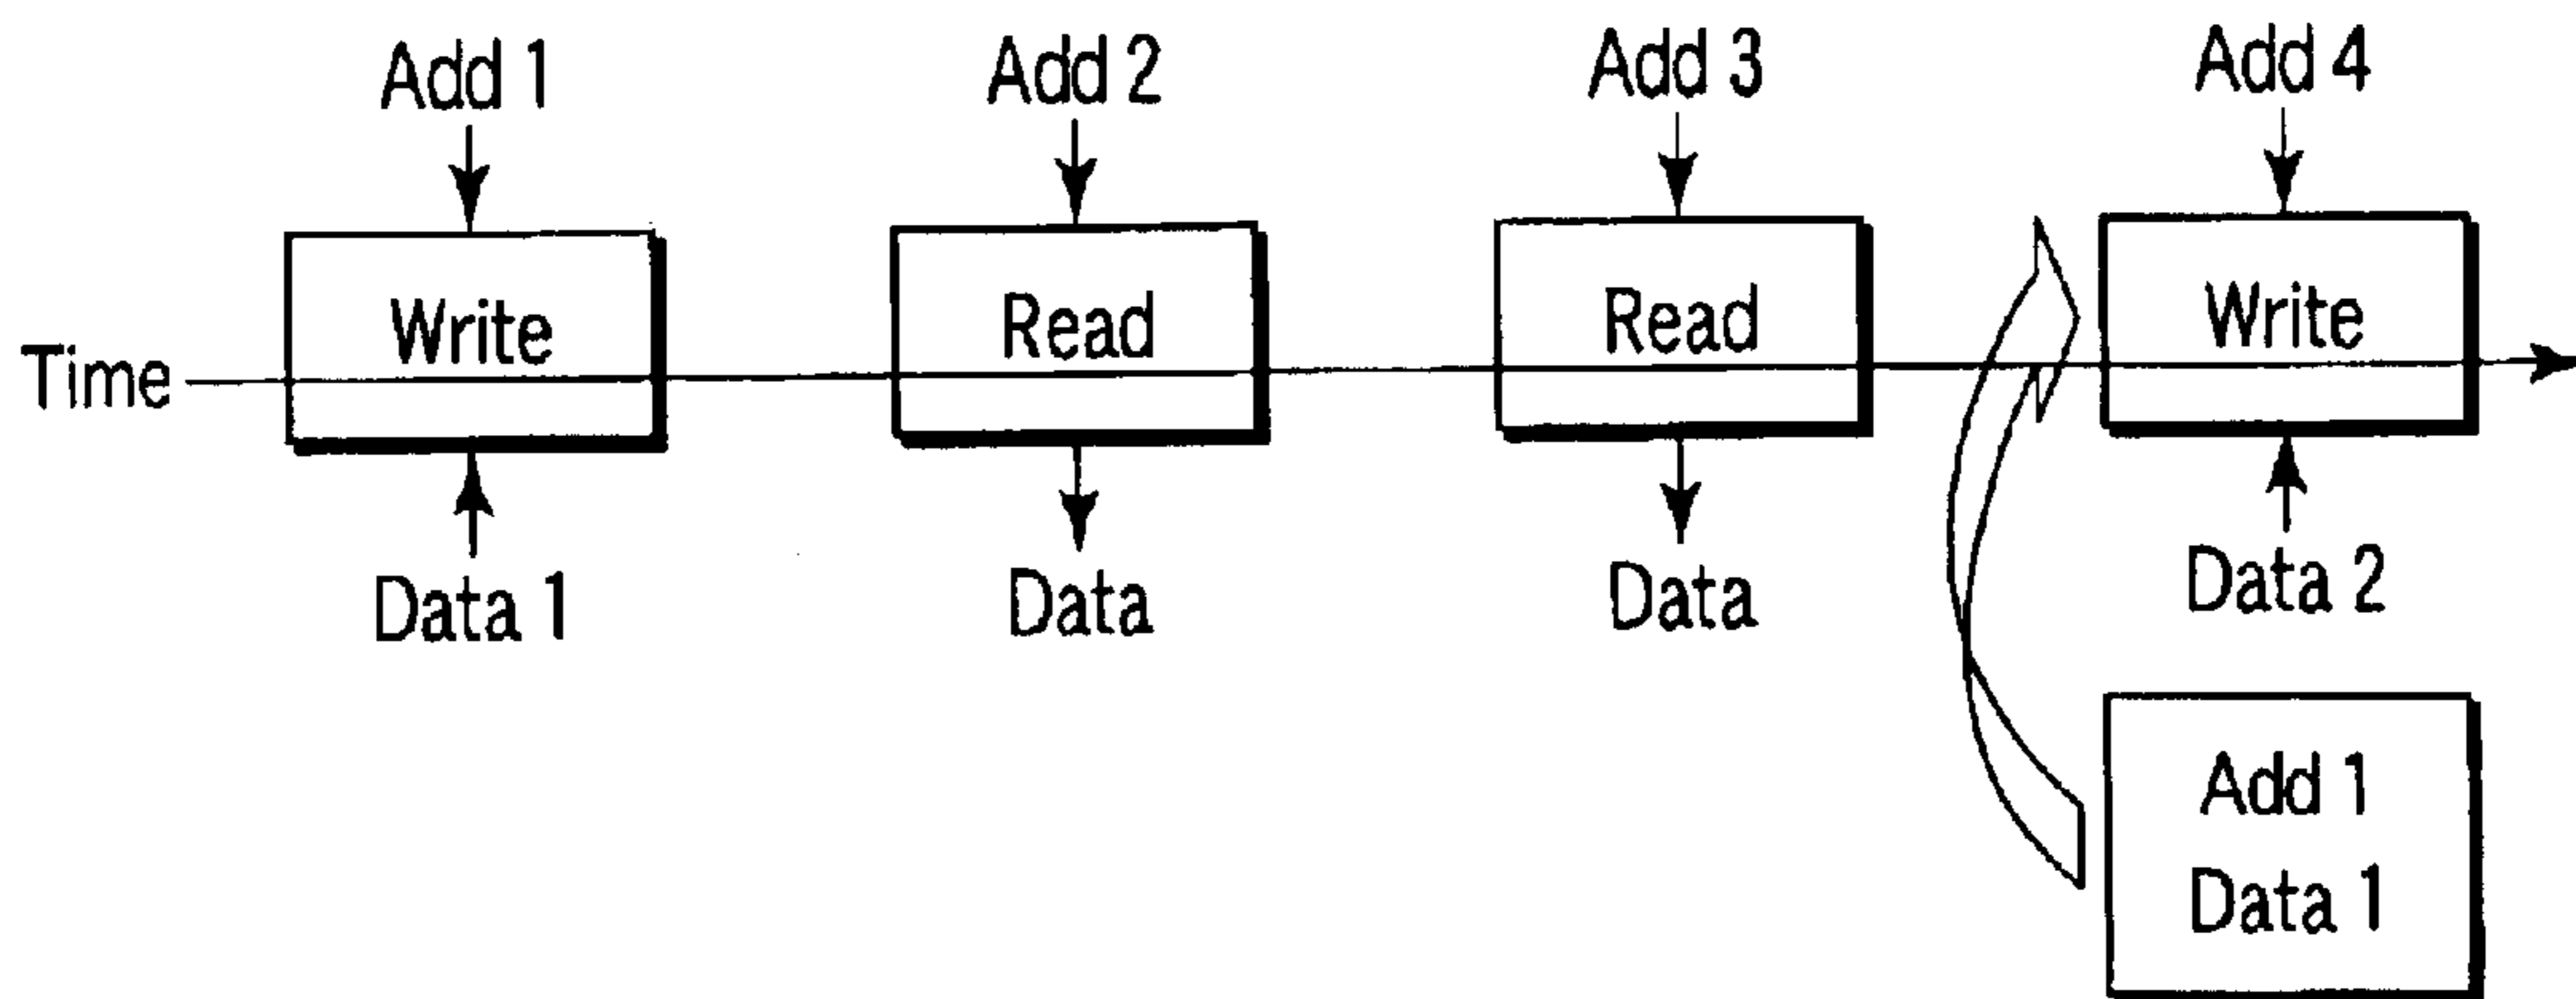 Add 1 Add 2 Add 3 Add 4
Write Read Read Write
Time
Data 1 Data Data Data 2
Add 1
Data 1